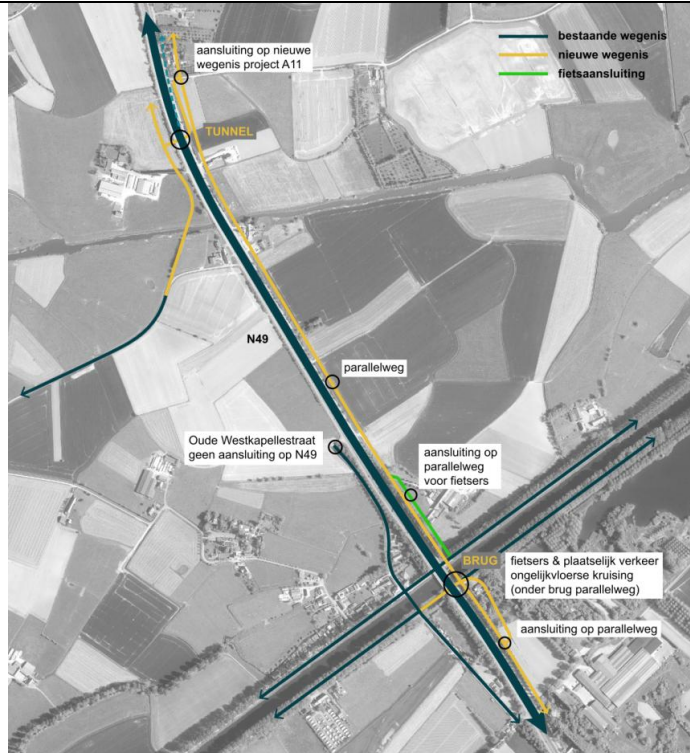 bestaande wegenis
nieuwe wegenis
fietsaansluiting
aansluiting op nieuwe
wegenis project A11
TUNNEL
N49
parallelweg
Oude Westkapellestraat
geen aansluiting op N49
aansluiting op
parallelweg
voor fietsers
BRUG
fietsers & plaatselijk verkeer
ongelijkvloerse kruising
(onder brug parallelweg)
aansluiting op parallelweg